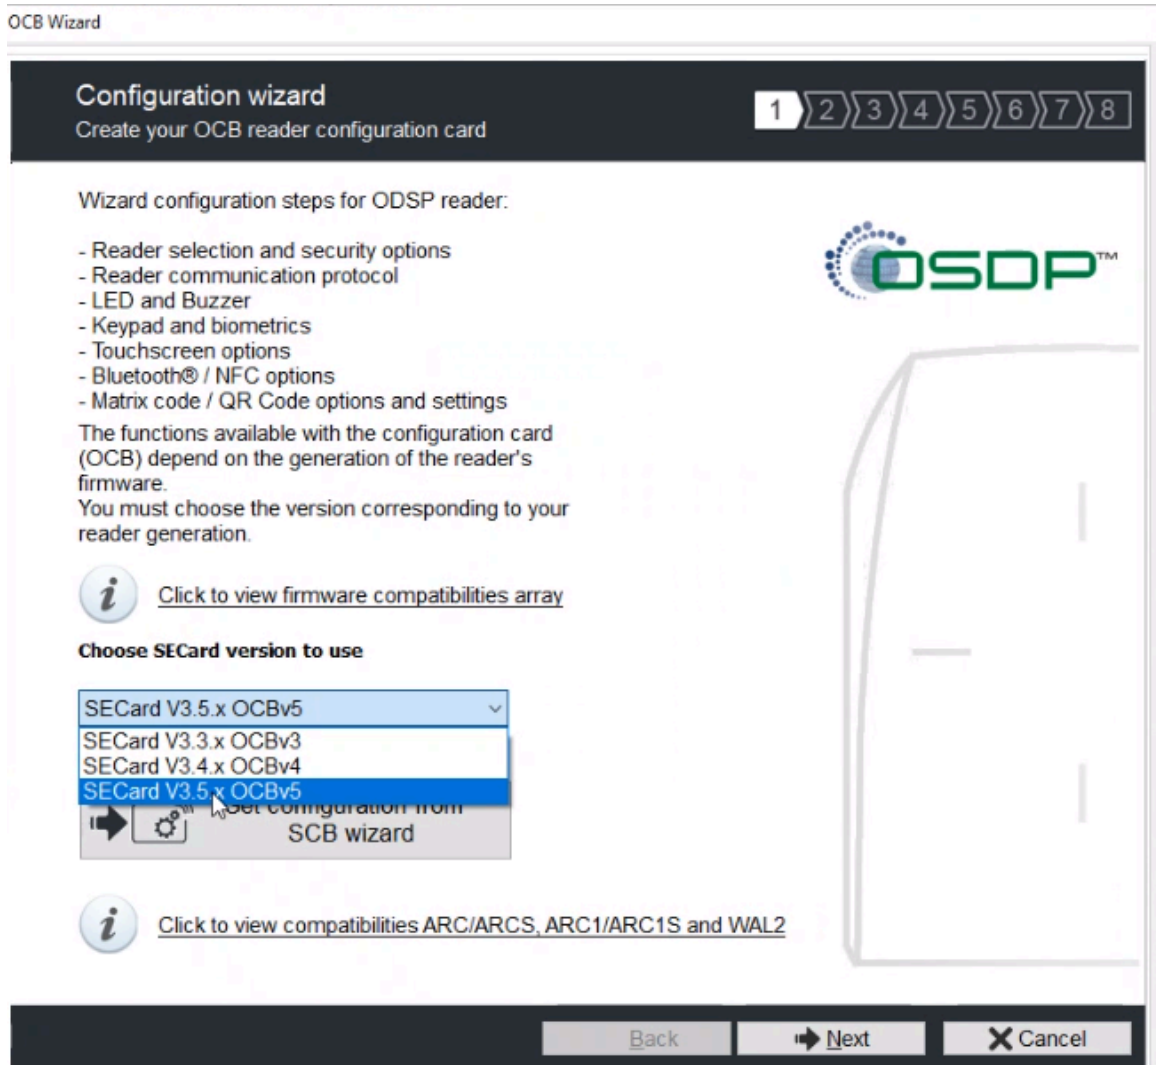 OCB Wizard
Configuration wizard
Create your OCB reader configuration card
1 2 3 4 5 6 7 8
Wizard configuration steps for ODSP reader:
- Reader selection and security options
- Reader communication protocol
- LED and Buzzer
- Keypad and biometrics
- Touchscreen options
- Bluetooth® / NFC options
- Matrix code / QR Code options and settings
The functions available with the configuration card
(OCB) depend on the generation of the reader's
firmware.
You must choose the version corresponding to your
reader generation.
OSDP™
Click to view firmware compatibilities array
Choose SECard version to use
SECard V3.5.x OCBv5
SECard V3.3.x OCBv3
SECard V3.4.x OCBv4
SECard V3.5.x OCBv5
configuration from
SCB wizard
Click to view compatibilities ARC/ARCS, ARC1/ARC1S and WAL2
Back
Next
Cancel